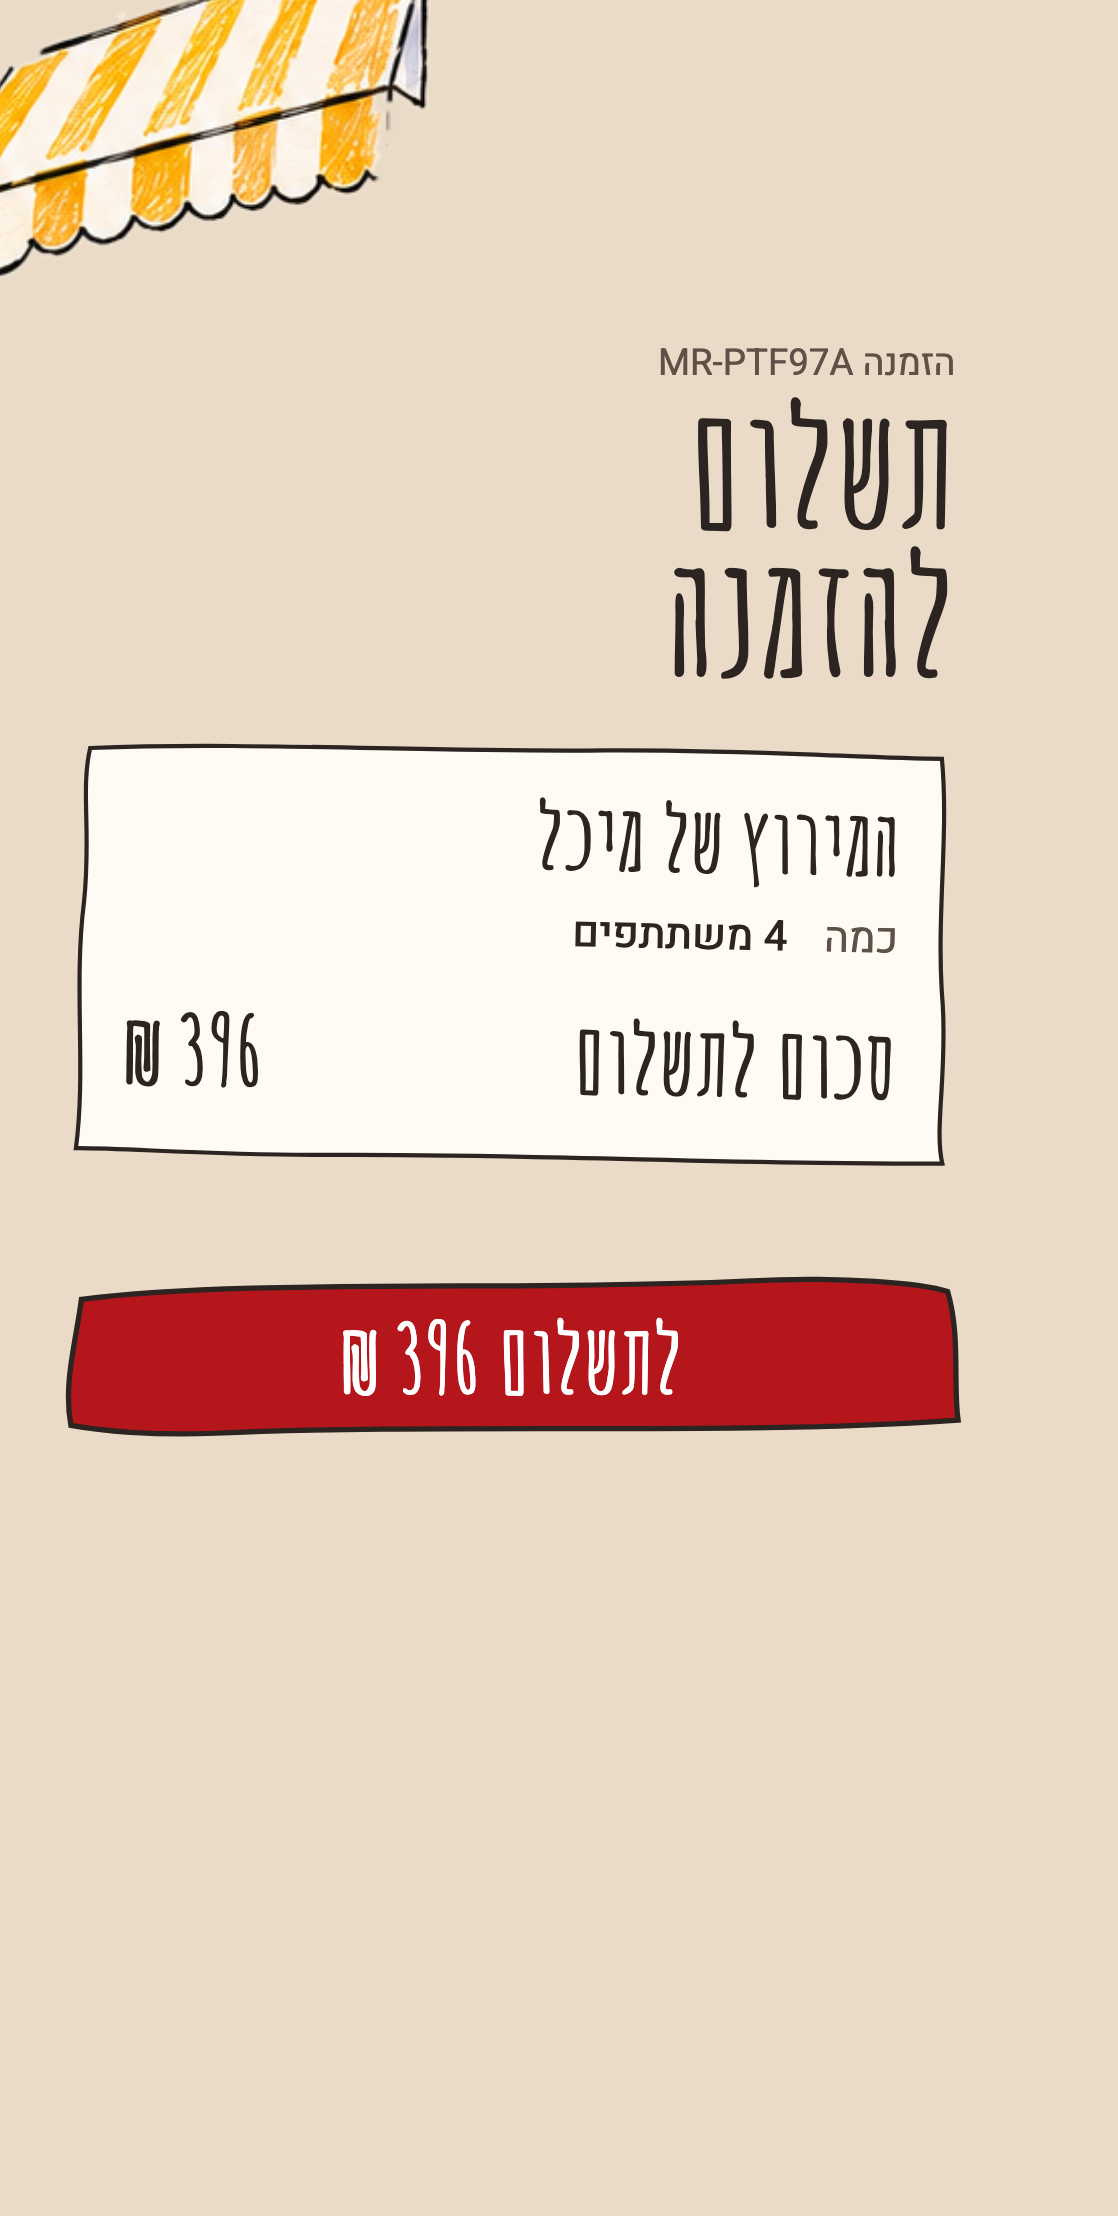 הזמנה MR-PTF97A
תשלום
להזמנה
המירוץ של מיכל
כמה 4 משתתפים
סכום לתשלום 396 ₪
לתשלום 396 ₪